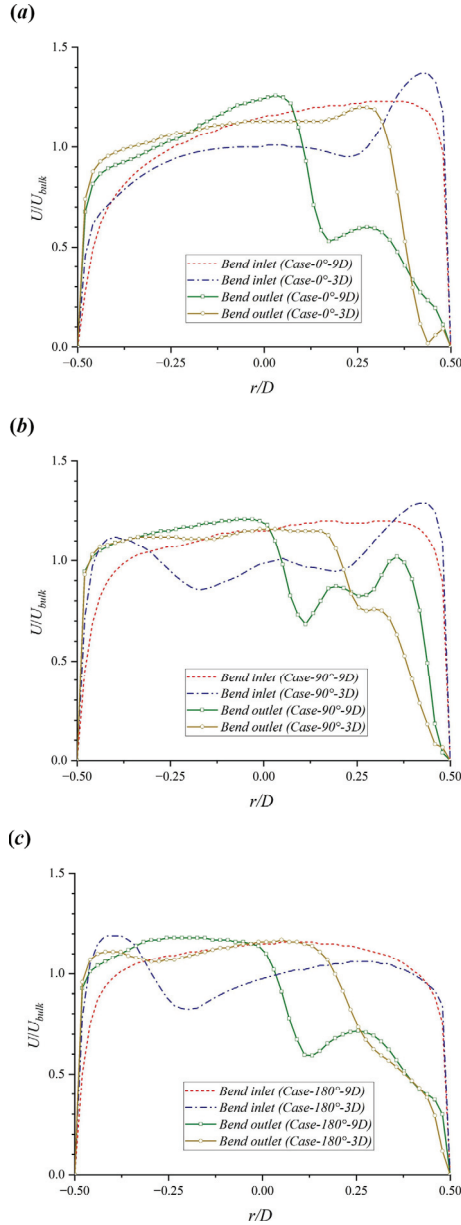 (a)
1.5
1.0
0.5
0.0
U/Ubulk
Bend inlet (Case-0°-9D)
Bend inlet (Case-0°-3D)
Bend outlet (Case-0°-9D)
Bend outlet (Case-0°-3D)
−0.50 −0.25 0.00 0.25 0.50
r/D
(b)
1.5
1.0
0.5
0.0
U/Ubulk
Bend inlet (Case-90°-9D)
Bend inlet (Case-90°-3D)
Bend outlet (Case-90°-9D)
Bend outlet (Case-90°-3D)
−0.50 −0.25 0.00 0.25 0.50
r/D
(c)
1.5
1.0
0.5
0.0
U/Ubulk
Bend inlet (Case-180°-9D)
Bend inlet (Case-180°-3D)
Bend outlet (Case-180°-9D)
Bend outlet (Case-180°-3D)
−0.50 −0.25 0.00 0.25 0.50
r/D